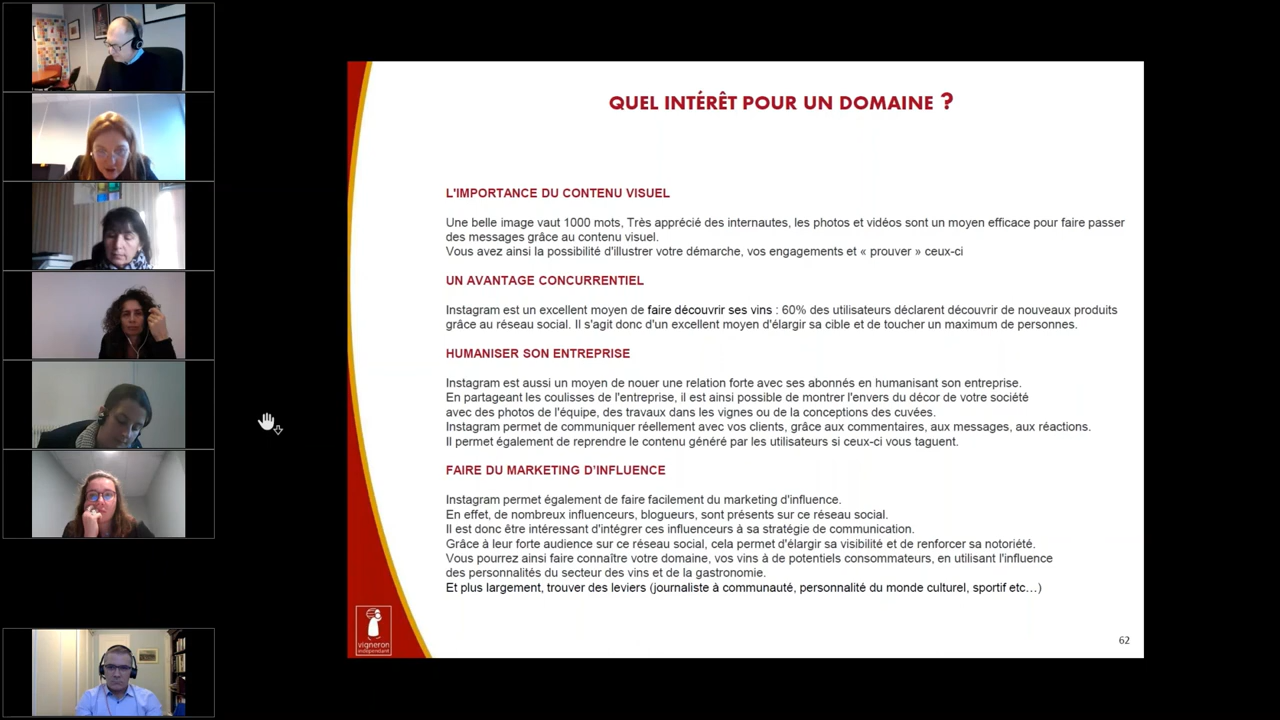 QUEL INTÉRÊT POUR UN DOMAINE ?
L'IMPORTANCE DU CONTENU VISUEL
Une belle image vaut 1000 mots, Très apprécié des internautes, les photos et vidéos sont un moyen efficace pour faire passer
des messages grâce au contenu visuel.
Vous avez ainsi la possibilité d'illustrer votre démarche, vos engagements et « prouver » ceux-ci
UN AVANTAGE CONCURRENTIEL
Instagram est un excellent moyen de faire découvrir ses vins : 60% des utilisateurs déclarent découvrir de nouveaux produits
grâce au réseau social. Il s'agit donc d'un excellent moyen d'élargir sa cible et de toucher un maximum de personnes.
HUMANISER SON ENTREPRISE
Instagram est aussi un moyen de nouer une relation forte avec ses abonnés en humanisant son entreprise.
En partageant les coulisses de l'entreprise, il est ainsi possible de montrer l'envers du décor de votre société
avec des photos de l'équipe, des travaux dans les vignes ou de la conceptions des cuvées.
Instagram permet de communiquer réellement avec vos clients, grâce aux commentaires, aux messages, aux réactions.
Il permet également de reprendre le contenu généré par les utilisateurs si ceux-ci vous taguent.
FAIRE DU MARKETING D'INFLUENCE
Instagram permet également de faire facilement du marketing d'influence.
En effet, de nombreux influenceurs, blogueurs, sont présents sur ce réseau social.
Il est donc être intéressant d'intégrer ces influenceurs à sa stratégie de communication.
Grâce à leur forte audience sur ce réseau social, cela permet d'élargir sa visibilité et de renforcer sa notoriété.
Vous pourrez ainsi faire connaître votre domaine, vos vins à de potentiels consommateurs, en utilisant l'influence
des personnalités du secteur des vins et de la gastronomie.
Et plus largement, trouver des leviers (journaliste à communauté, personnalité du monde culturel, sportif etc…)
vigneron
indépendant
62